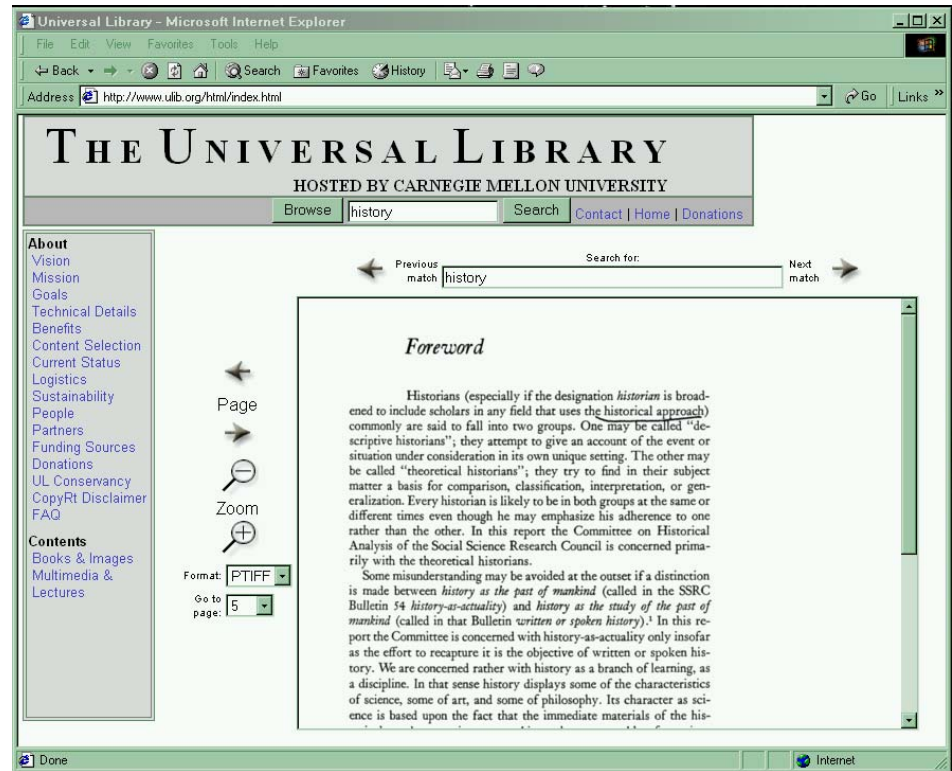 Universal Library - Microsoft Internet Explorer
File Edit View Favorites Tools Help
Back Search Favorites History
Address http://www.ulib.org/html/index.html Go Links »
THE UNIVERSAL LIBRARY
HOSTED BY CARNEGIE MELLON UNIVERSITY
Browse history Search Contact | Home | Donations
About
Vision
Mission
Goals
Technical Details
Benefits
Content Selection
Current Status
Logistics
Sustainability
People
Partners
Funding Sources
Donations
UL Conservancy
CopyRt Disclaimer
FAQ
Contents
Books & Images
Multimedia &
Lectures
Previous
match
Search for:
history
Next
match
Page
Zoom
Format: PTIFF
Go to
page: 5
Foreword
Historians (especially if the designation historian is broad-
ened to include scholars in any field that uses the historical approach)
commonly are said to fall into two groups. One may be called "de-
scriptive historians"; they attempt to give an account of the event or
situation under consideration in its own unique setting. The other may
be called "theoretical historians"; they try to find in their subject
matter a basis for comparison, classification, interpretation, or gen-
eralization. Every historian is likely to be in both groups at the same or
different times even though he may emphasize his adherence to one
rather than the other. In this report the Committee on Historical
Analysis of the Social Science Research Council is concerned prima-
rily with the theoretical historians.
Some misunderstanding may be avoided at the outset if a distinction
is made between history as the past of mankind (called in the SSRC
Bulletin 54 history-as-actuality) and history as the study of the past of
mankind (called in that Bulletin written or spoken history).¹ In this re-
port the Committee is concerned with history-as-actuality only insofar
as the effort to recapture it is the objective of written or spoken his-
tory. We are concerned rather with history as a branch of learning, as
a discipline. In that sense history displays some of the characteristics
of science, some of art, and some of philosophy. Its character as sci-
ence is based upon the fact that the immediate materials of the his-
Done Internet